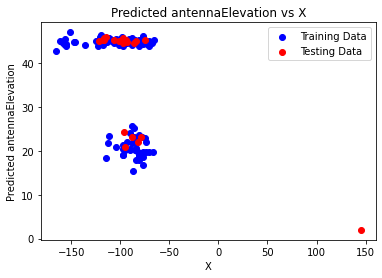 Predicted antennaElevation vs X
Training Data
Testing Data
Predicted antennaElevation
40
30
20
10
0
−150
−100
−50
0
50
100
150
X